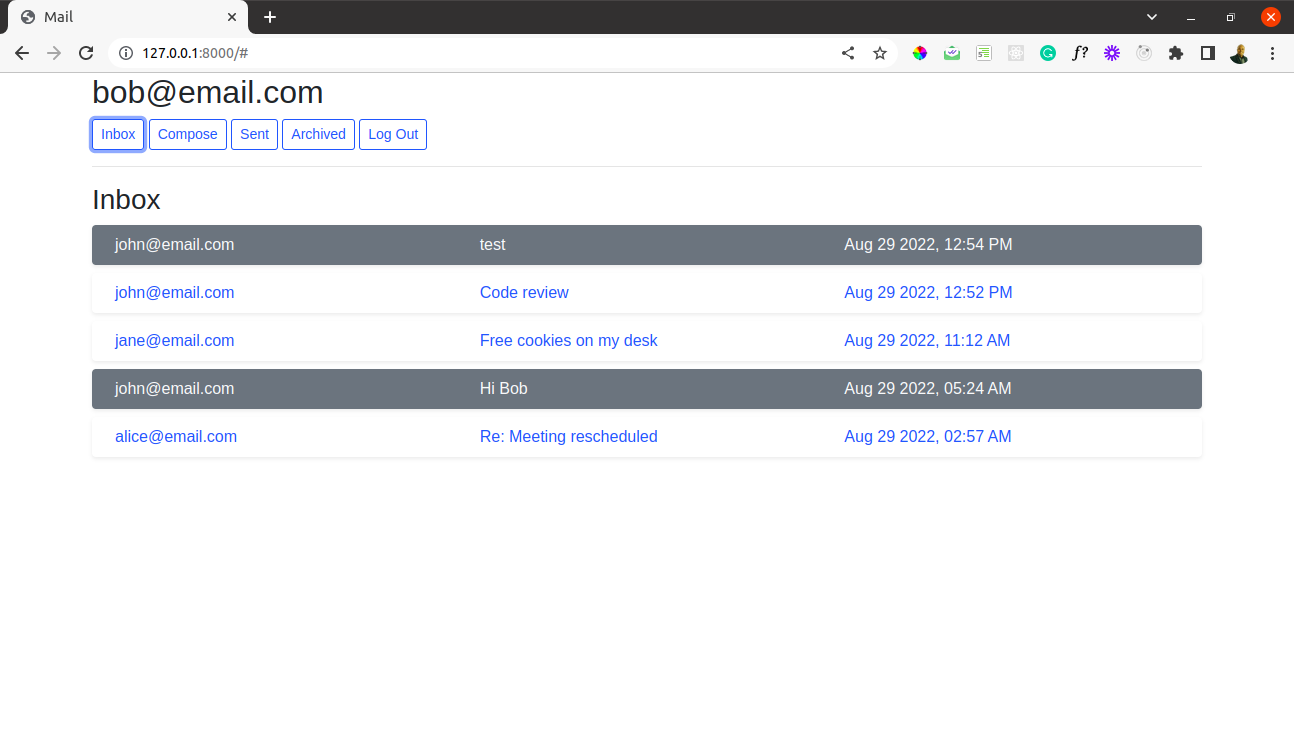 Mail
127.0.0.1:8000/#
f?
bob@email.com
Inbox Compose Sent Archived Log Out
Inbox
john@email.com test Aug 29 2022, 12:54 PM
john@email.com Code review Aug 29 2022, 12:52 PM
jane@email.com Free cookies on my desk Aug 29 2022, 11:12 AM
john@email.com Hi Bob Aug 29 2022, 05:24 AM
alice@email.com Re: Meeting rescheduled Aug 29 2022, 02:57 AM